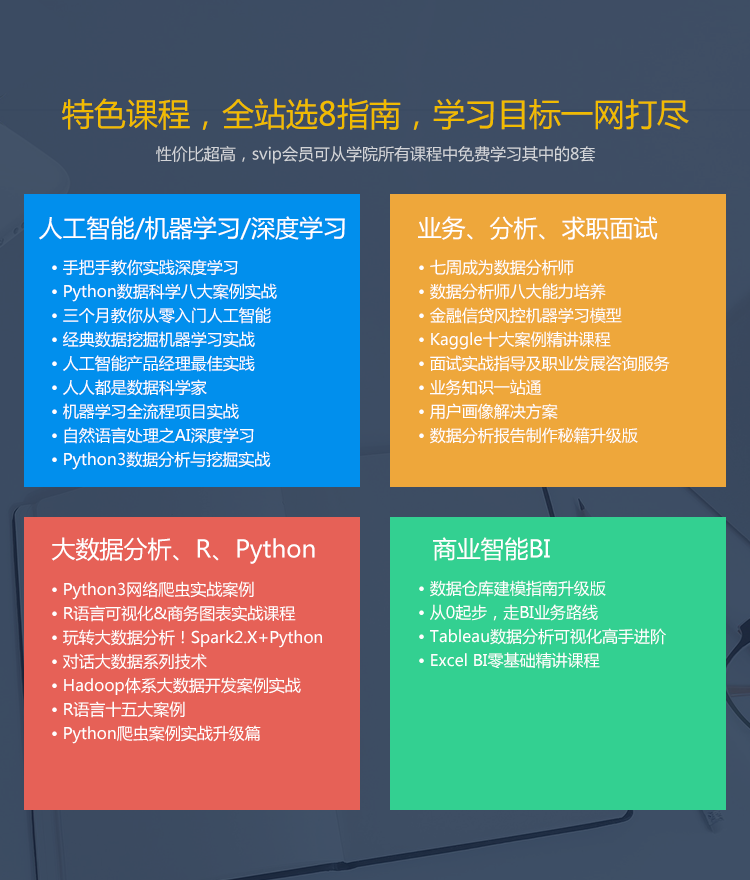 特色课程，全站选8指南，学习目标一网打尽
性价比超高，svip会员可从学院所有课程中免费学习其中的8套
人工智能/机器学习/深度学习
• 手把手教你实践深度学习
• Python数据科学八大案例实战
• 三个月教你从零入门人工智能
• 经典数据挖掘机器学习实战
• 人工智能产品经理最佳实践
• 人人都是数据科学家
• 机器学习全流程项目实战
• 自然语言处理之AI深度学习
• Python3数据分析与挖掘实战
业务、分析、求职面试
• 七周成为数据分析师
• 数据分析师八大能力培养
• 金融信贷风控机器学习模型
• Kaggle十大案例精讲课程
• 面试实战指导及职业发展咨询服务
• 业务知识一站通
• 用户画像解决方案
• 数据分析报告制作秘籍升级版
大数据分析、R、Python
• Python3网络爬虫实战案例
• R语言可视化&商务图表实战课程
• 玩转大数据分析！Spark2.X+Python
• 对话大数据系列技术
• Hadoop体系大数据开发案例实战
• R语言十五大案例
• Python爬虫案例实战升级篇
商业智能BI
• 数据仓库建模指南升级版
• 从0起步，走BI业务路线
• Tableau数据分析可视化高手进阶
• Excel BI零基础精讲课程